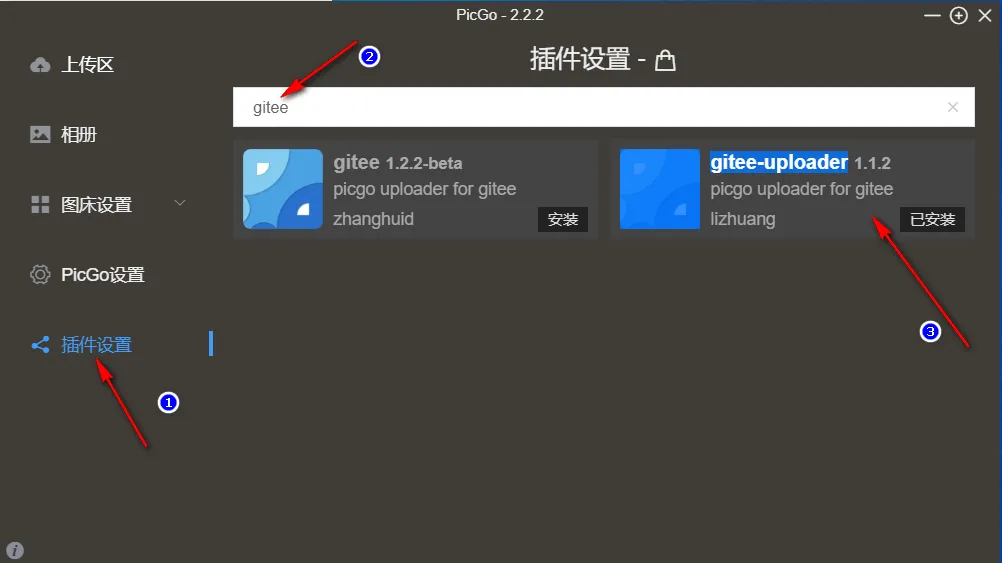 PicGo - 2.2.2
上传区
相册
图床设置
PicGo设置
插件设置
1
插件设置 -
2
gitee
gitee 1.2.2-beta
picgo uploader for gitee
zhanghuid
安装
gitee-uploader 1.1.2
picgo uploader for gitee
lizhuang
已安装
3
i